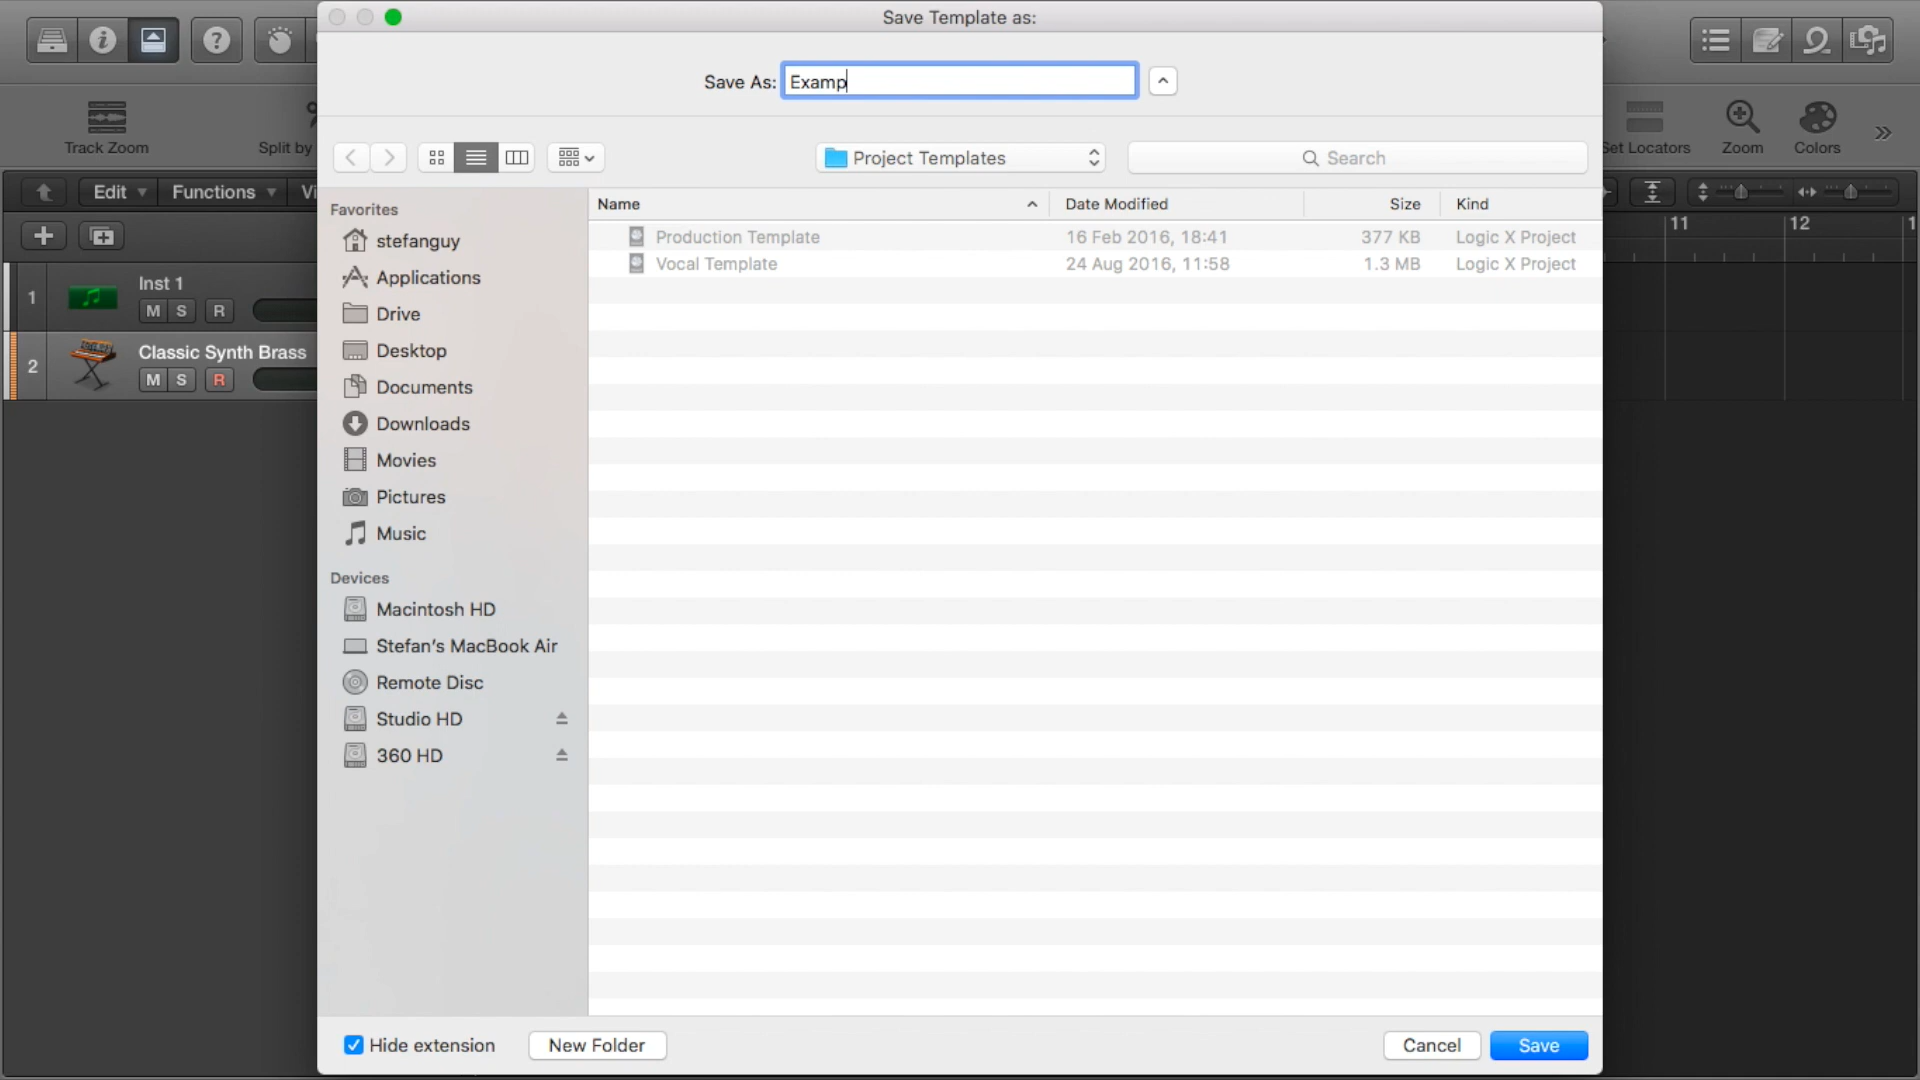 Save Template as:
Save As: Examp
Track Zoom
Split by
Set Locators
Zoom
Colors
Project Templates
Search
Edit
Functions
Vi
11
12
1
Favorites
stefanguy
Applications
Drive
Desktop
Documents
Downloads
Movies
Pictures
Music
Devices
Macintosh HD
Stefan's MacBook Air
Remote Disc
Studio HD
360 HD
Name Date Modified Size Kind
Production Template 16 Feb 2016, 18:41 377 KB Logic X Project
Vocal Template 24 Aug 2016, 11:58 1.3 MB Logic X Project
1
Inst 1
M S R
2
Classic Synth Brass
M S R
Hide extension
New Folder
Cancel
Save